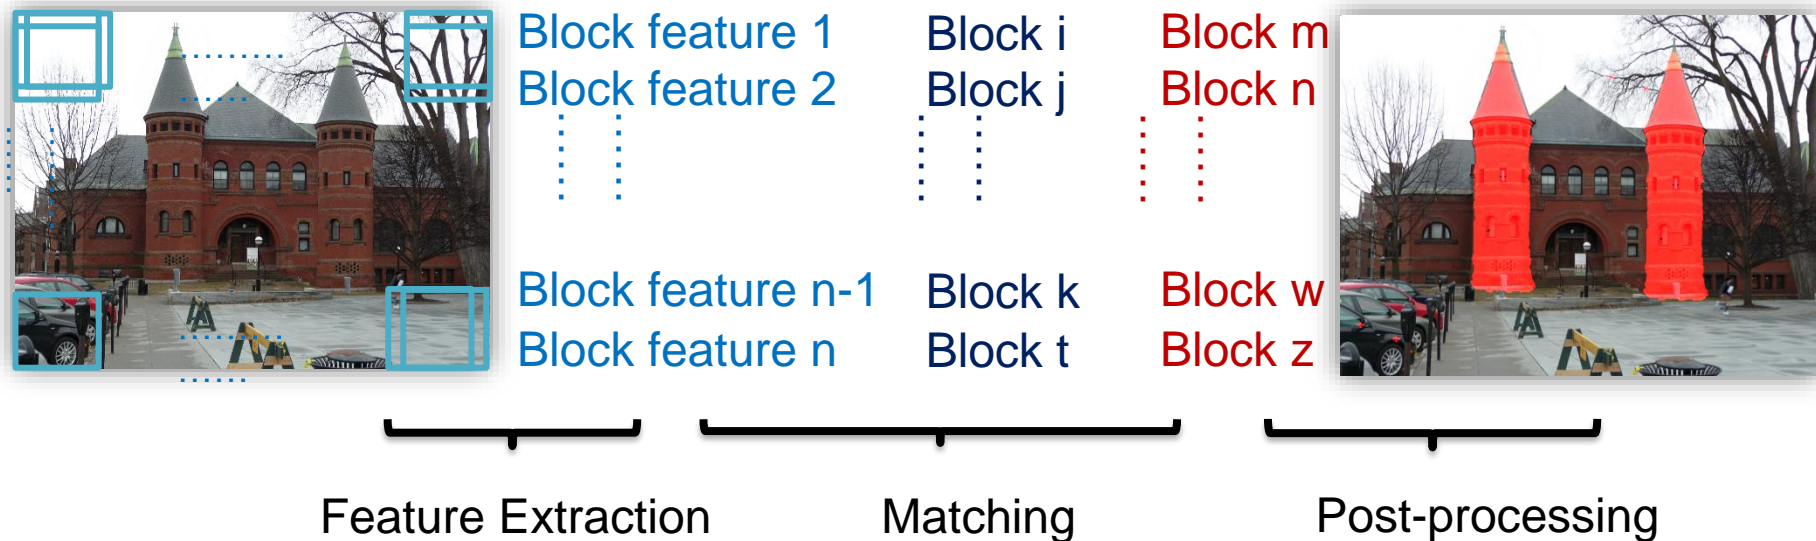 Block feature 1
Block feature 2
Block feature n-1
Block feature n
Block i
Block j
Block k
Block t
Block m
Block n
Block w
Block z
Feature Extraction
Matching
Post-processing